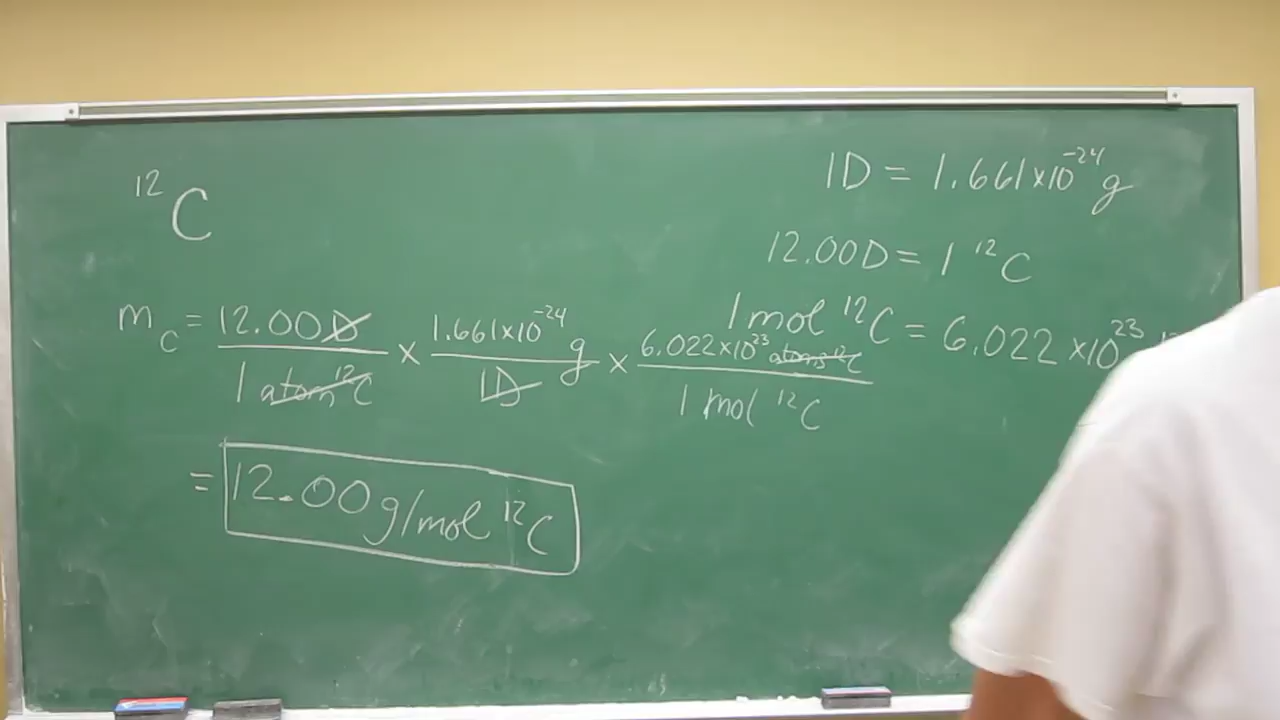 ¹²C
1D = 1.661×10⁻²⁴ g
12.00D = 1 ¹²C
1 mol ¹²C = 6.022×10²³
m_C = 12.00 D / 1 atom ¹²C × 1.661×10⁻²⁴ g / 1D × 6.022×10²³ atoms ¹²C / 1 mol ¹²C
= 12.00 g/mol ¹²C